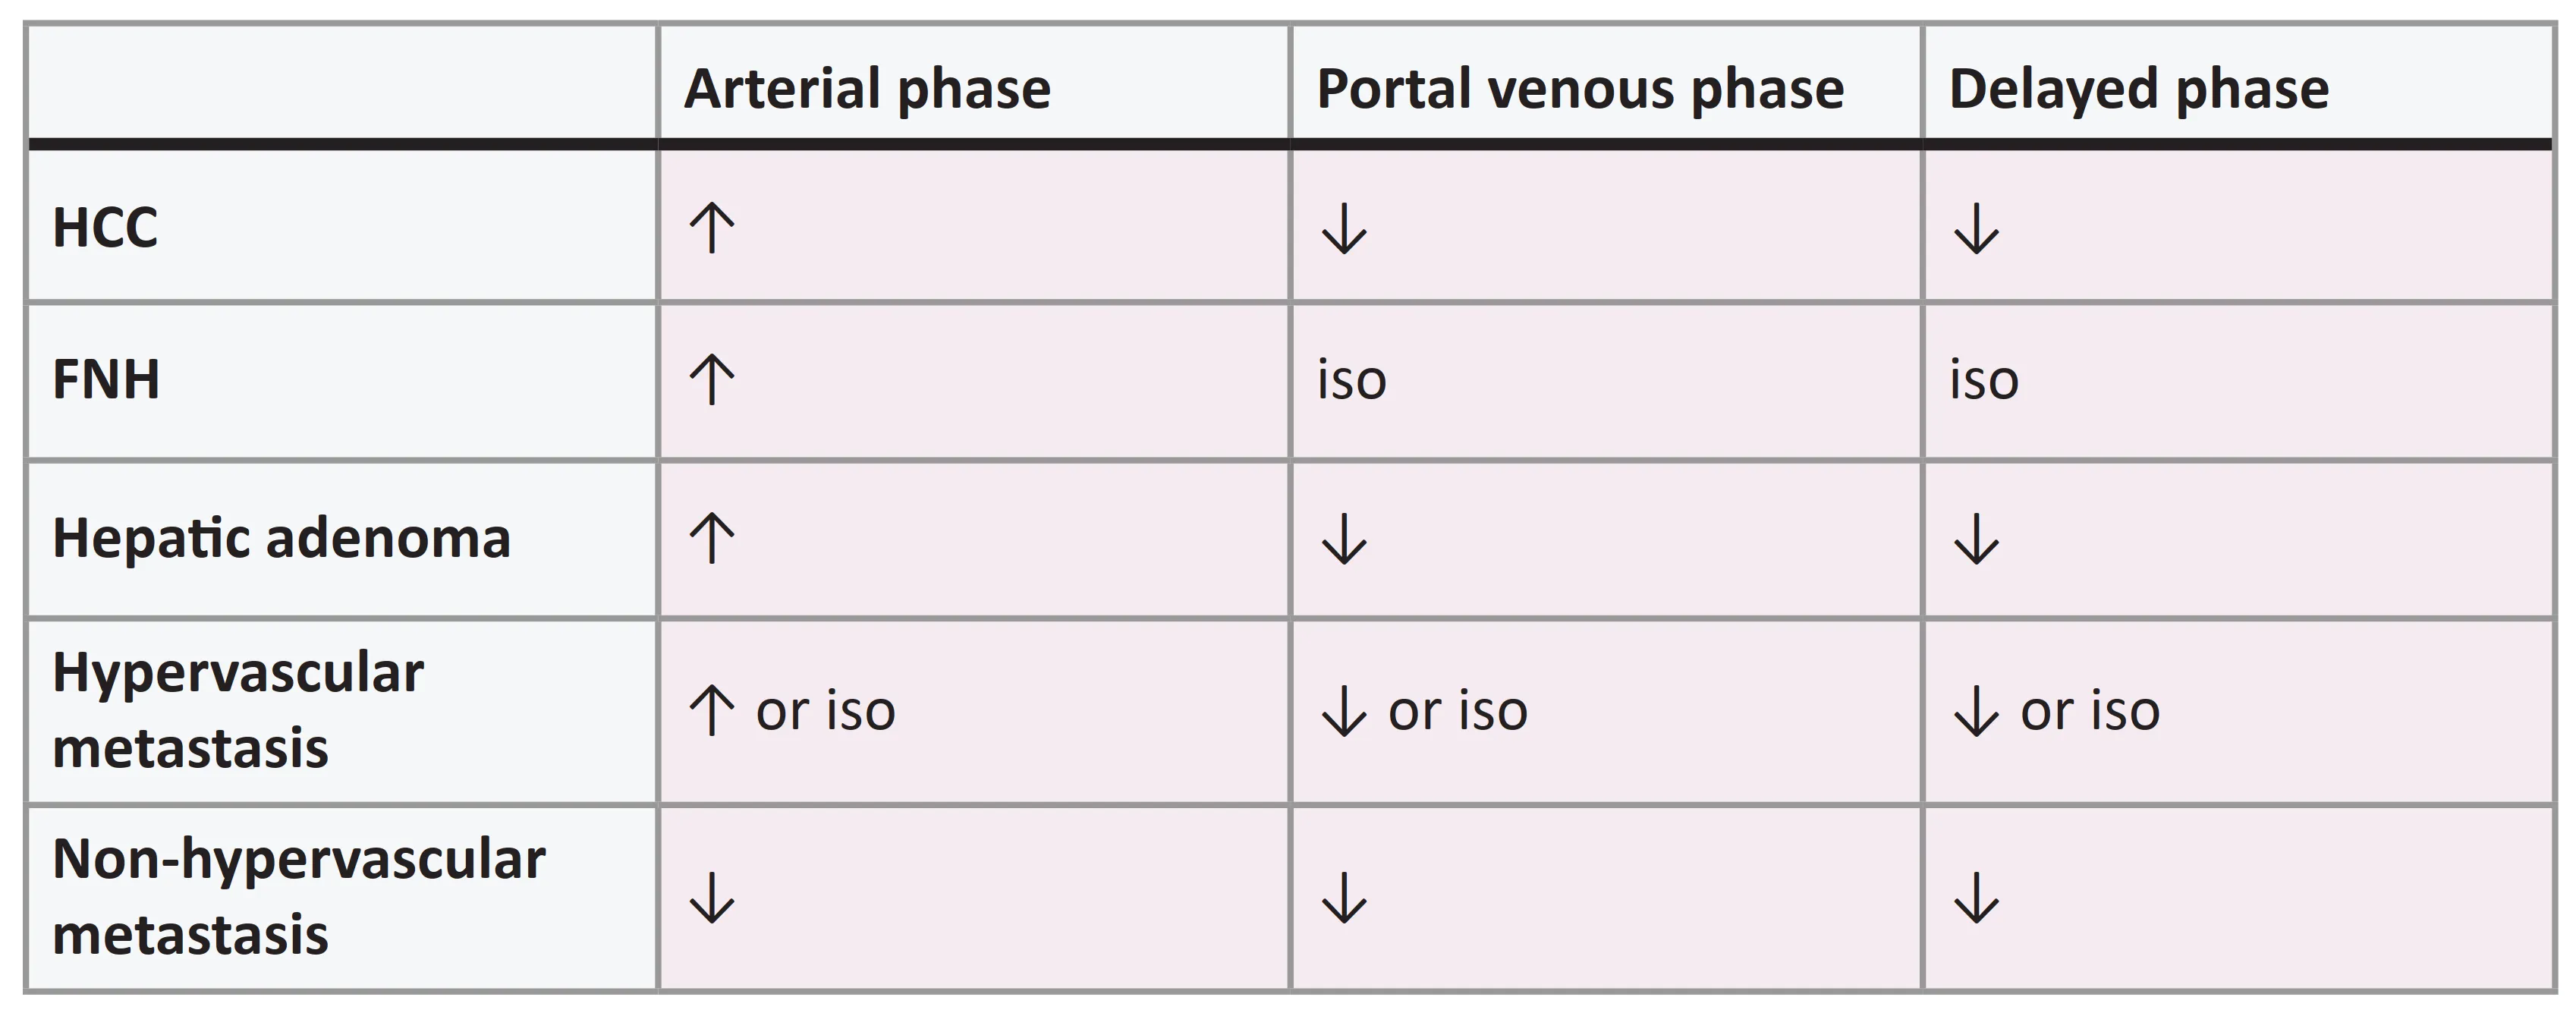 Arterial phase Portal venous phase Delayed phase
HCC ↑ ↓ ↓
FNH ↑ iso iso
Hepatic adenoma ↑ ↓ ↓
Hypervascular
metastasis ↑ or iso ↓ or iso ↓ or iso
Non-hypervascular
metastasis ↓ ↓ ↓